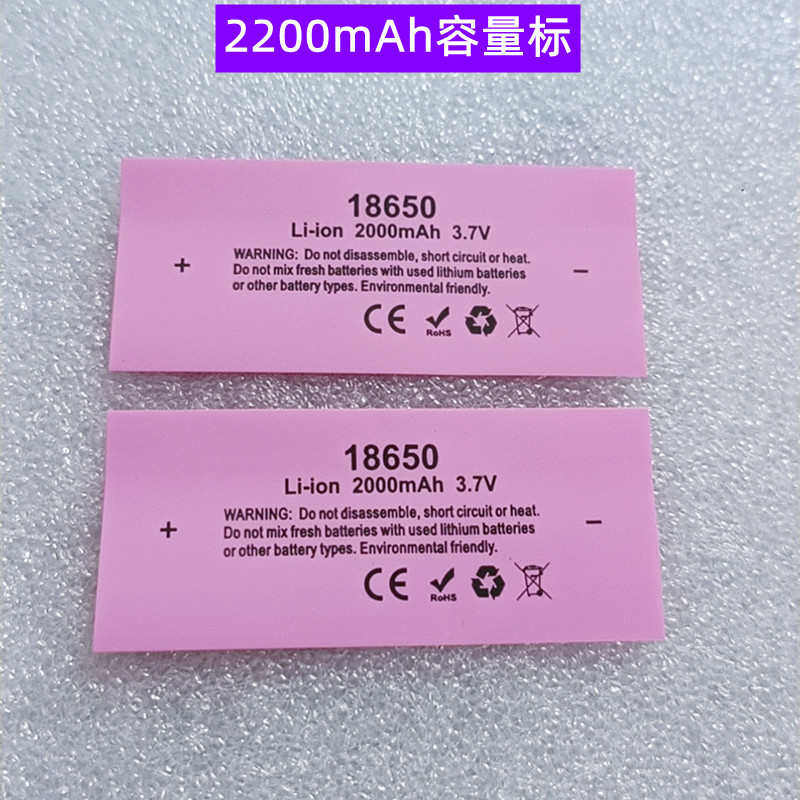 2200mAh容量标
18650
Li-ion 2000mAh 3.7V
WARNING: Do not disassemble, short circuit or heat.
Do not mix fresh batteries with used lithium batteries
or other battery types. Environmental friendly.
+
-
CE
RoHS
18650
Li-ion 2000mAh 3.7V
WARNING: Do not disassemble, short circuit or heat.
Do not mix fresh batteries with used lithium batteries
or other battery types. Environmental friendly.
+
-
CE
RoHS